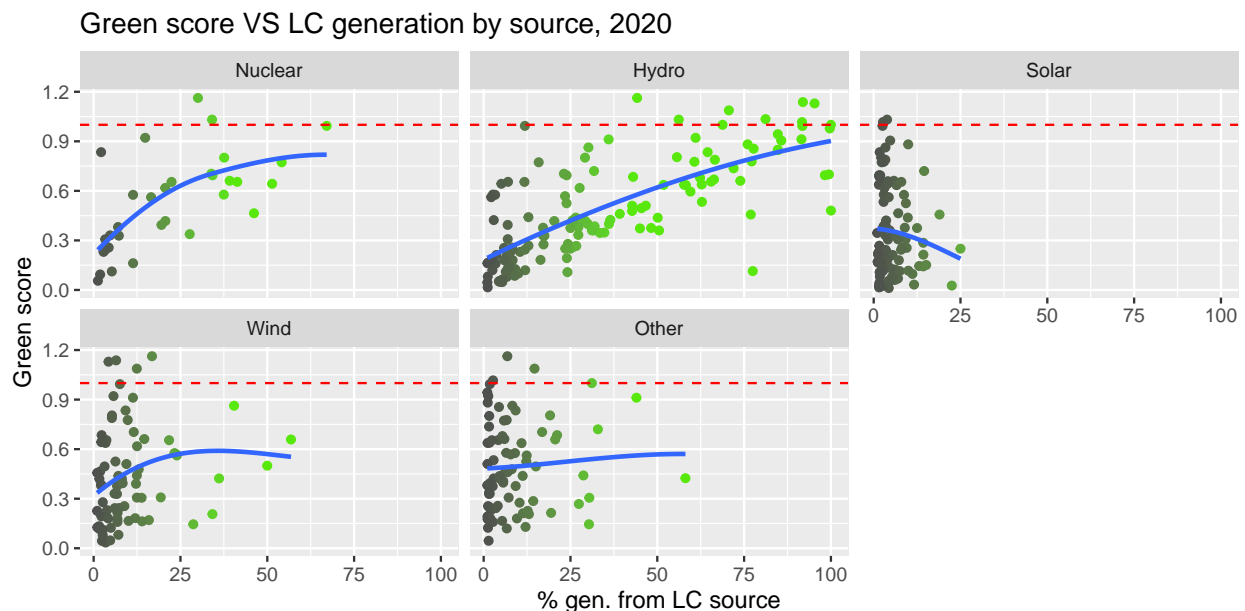 Green score VS LC generation by source, 2020
Nuclear
Hydro
Solar
1.2
0.9
0.6
0.3
0.0
0 25 50 75 100
Wind
Other
1.2
0.9
0.6
0.3
0.0
0 25 50 75 100
0 25 50 75 100
Green score
% gen. from LC source